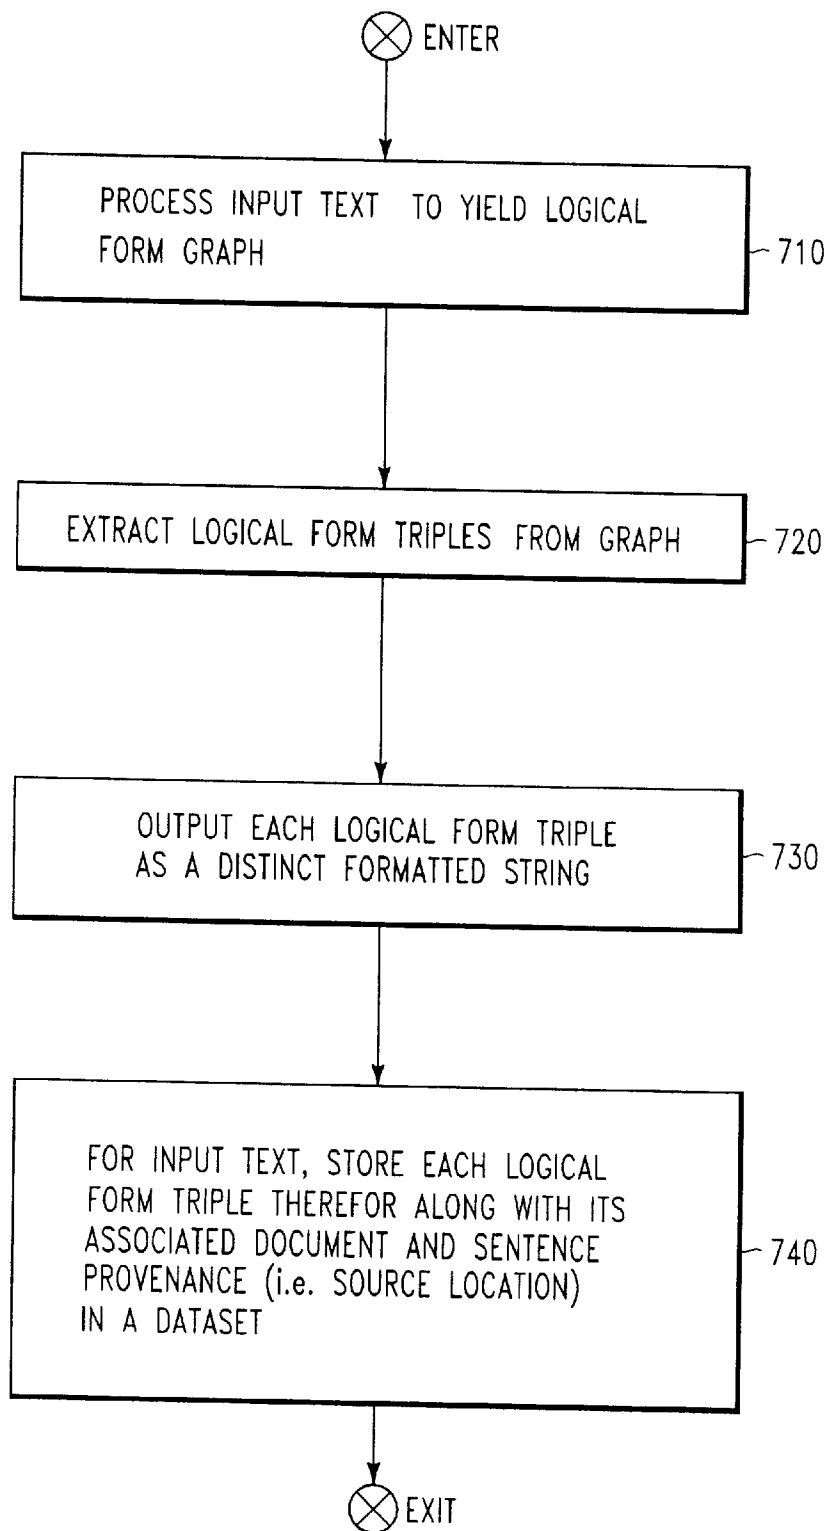 ENTER
PROCESS INPUT TEXT TO YIELD LOGICAL
FORM GRAPH
710
EXTRACT LOGICAL FORM TRIPLES FROM GRAPH
720
OUTPUT EACH LOGICAL FORM TRIPLE
AS A DISTINCT FORMATTED STRING
730
FOR INPUT TEXT, STORE EACH LOGICAL
FORM TRIPLE THEREFOR ALONG WITH ITS
ASSOCIATED DOCUMENT AND SENTENCE
PROVENANCE (i.e. SOURCE LOCATION)
IN A DATASET
740
EXIT